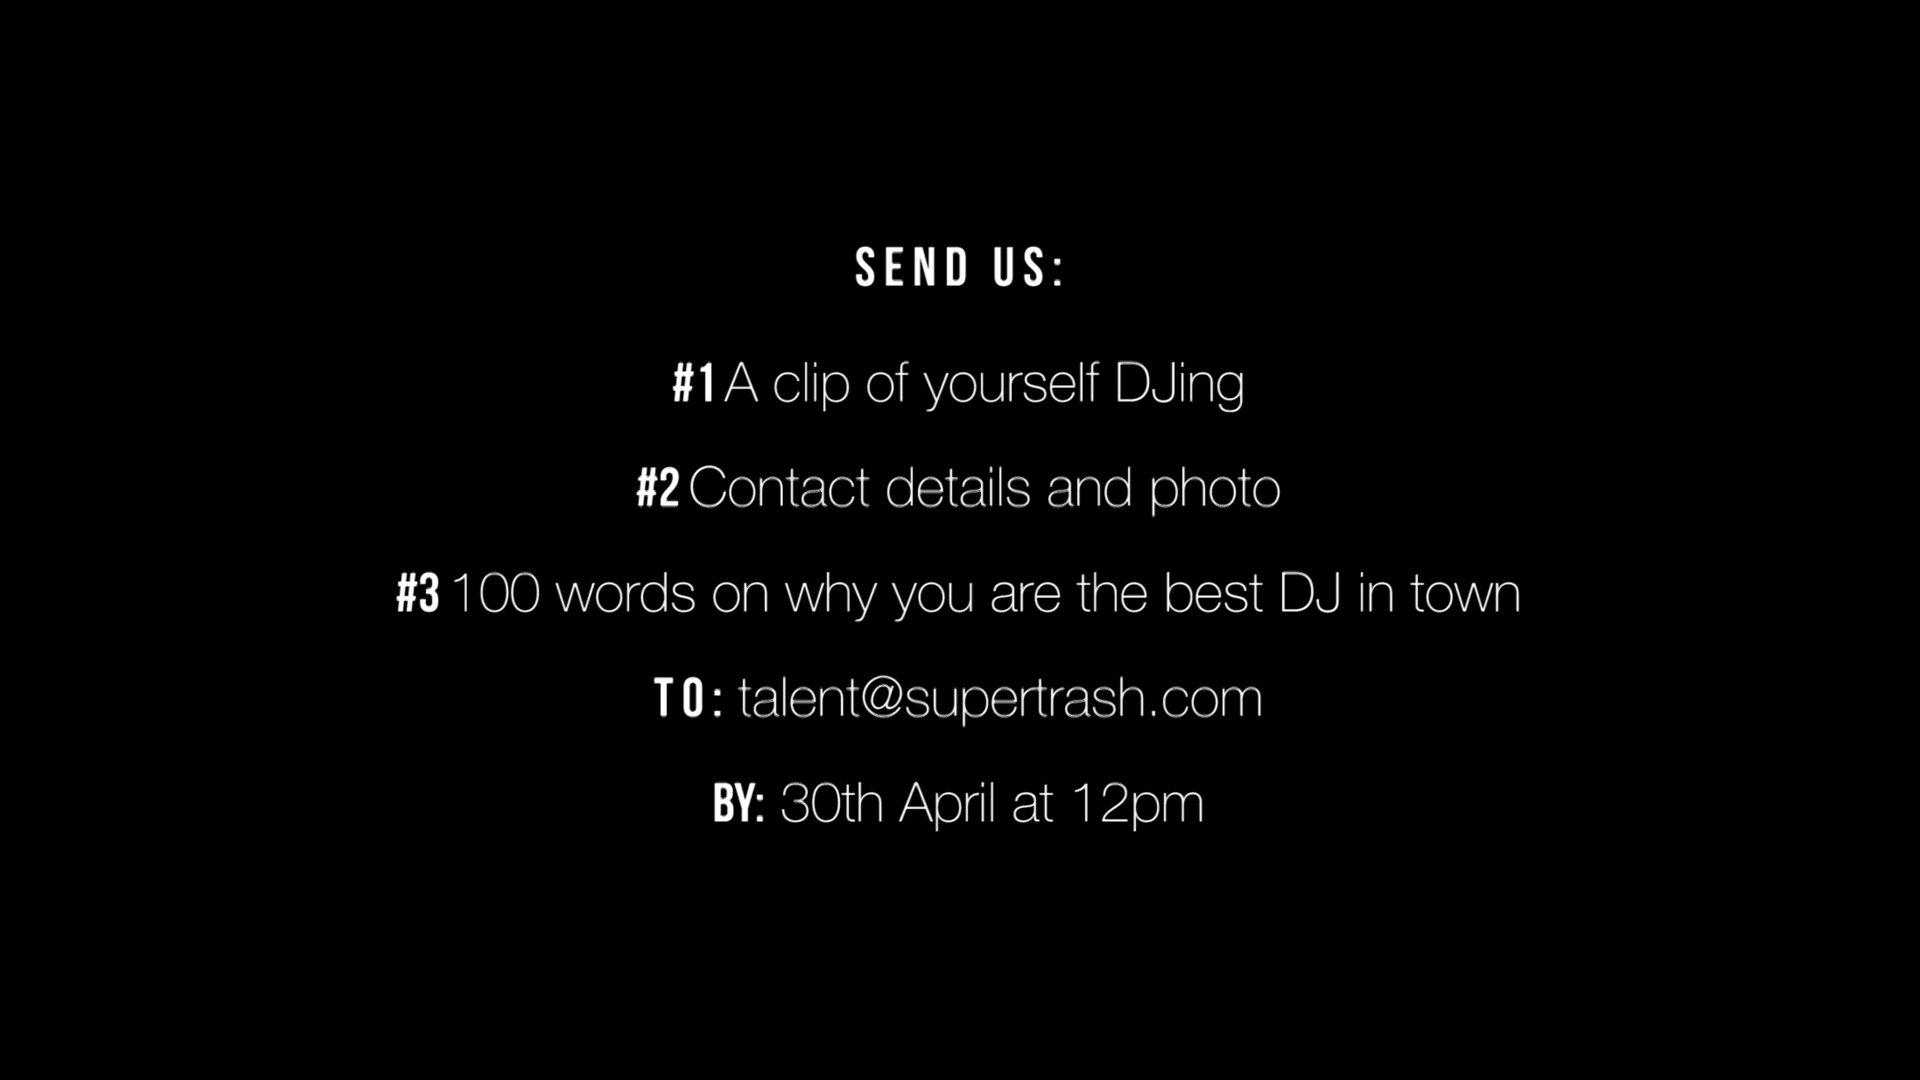 SEND US:
#1 A clip of yourself DJing
#2 Contact details and photo
#3 100 words on why you are the best DJ in town
TO: talent@supertrash.com
BY: 30th April at 12pm